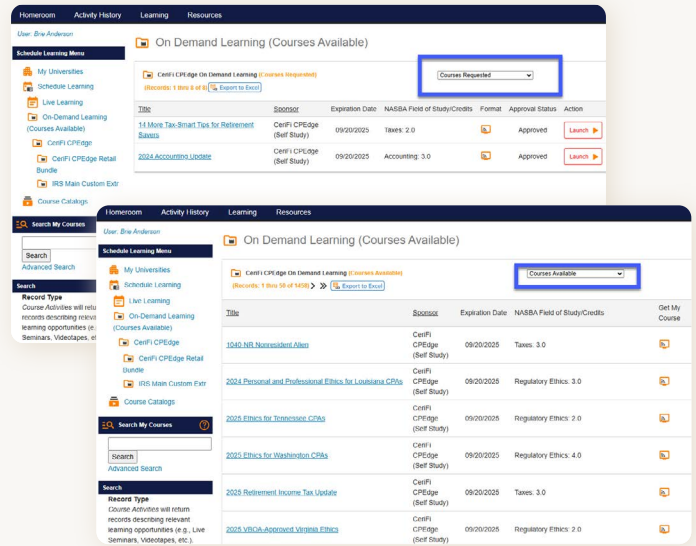 Homeroom Activity History Learning Resources
User: Brie Anderson
Schedule Learning Menu
My Universities
Schedule Learning
Live Learning
On-Demand Learning
(Courses Available)
CeriFi CPEdge
CeriFi CPEdge Retail
Bundle
IRS Main Custom Extr
Course Catalogs
Search My Courses
Search
Advanced Search
Search
Record Type
Course Activities will retu
records describing releva
learning opportunities (e.
Seminars, Videotapes, et
On Demand Learning (Courses Available)
CeriFi CPEdge On Demand Learning (Courses Requested)
(Records: 1 thru 8 of 8) Export to Excel
Courses Requested
Title Sponsor Expiration Date NASBA Field of Study/Credits Format Approval Status Action
14 More Tax-Smart Tips for Retirement
Savers
CeriFi CPEdge
(Self Study)
09/20/2025 Taxes: 2.0 Approved Launch
2024 Accounting Update
CeriFi CPEdge
(Self Study)
09/20/2025 Accounting: 3.0 Approved Launch
Homeroom Activity History Learning Resources
User: Brie Anderson
Schedule Learning Menu
My Universities
Schedule Learning
Live Learning
On-Demand Learning
(Courses Available)
CeriFi CPEdge
CeriFi CPEdge Retail
Bundle
IRS Main Custom Extr
Course Catalogs
Search My Courses ?
Search
Advanced Search
Search
Record Type
Course Activities will return
records describing relevant
learning opportunities (e.g., Live
Seminars, Videotapes, etc.).
On Demand Learning (Courses Available)
CeriFi CPEdge On Demand Learning (Courses Available)
(Records: 1 thru 50 of 1458) > >> Export to Excel
Courses Available
Title Sponsor Expiration Date NASBA Field of Study/Credits Get My
Course
1040-NR Nonresident Alien
CeriFi
CPEdge
(Self Study)
09/20/2025 Taxes: 3.0
2024 Personal and Professional Ethics for Louisiana CPAs
CeriFi
CPEdge
(Self Study)
09/20/2025 Regulatory Ethics: 3.0
2025 Ethics for Tennessee CPAs
CeriFi
CPEdge
(Self Study)
09/20/2025 Regulatory Ethics: 2.0
2025 Ethics for Washington CPAs
CeriFi
CPEdge
(Self Study)
09/20/2025 Regulatory Ethics: 4.0
2025 Retirement Income Tax Update
CeriFi
CPEdge
(Self Study)
09/20/2025 Taxes: 3.0
2025 VBOA-Approved Virginia Ethics
CeriFi
CPEdge
(Self Study)
09/20/2025 Regulatory Ethics: 2.0